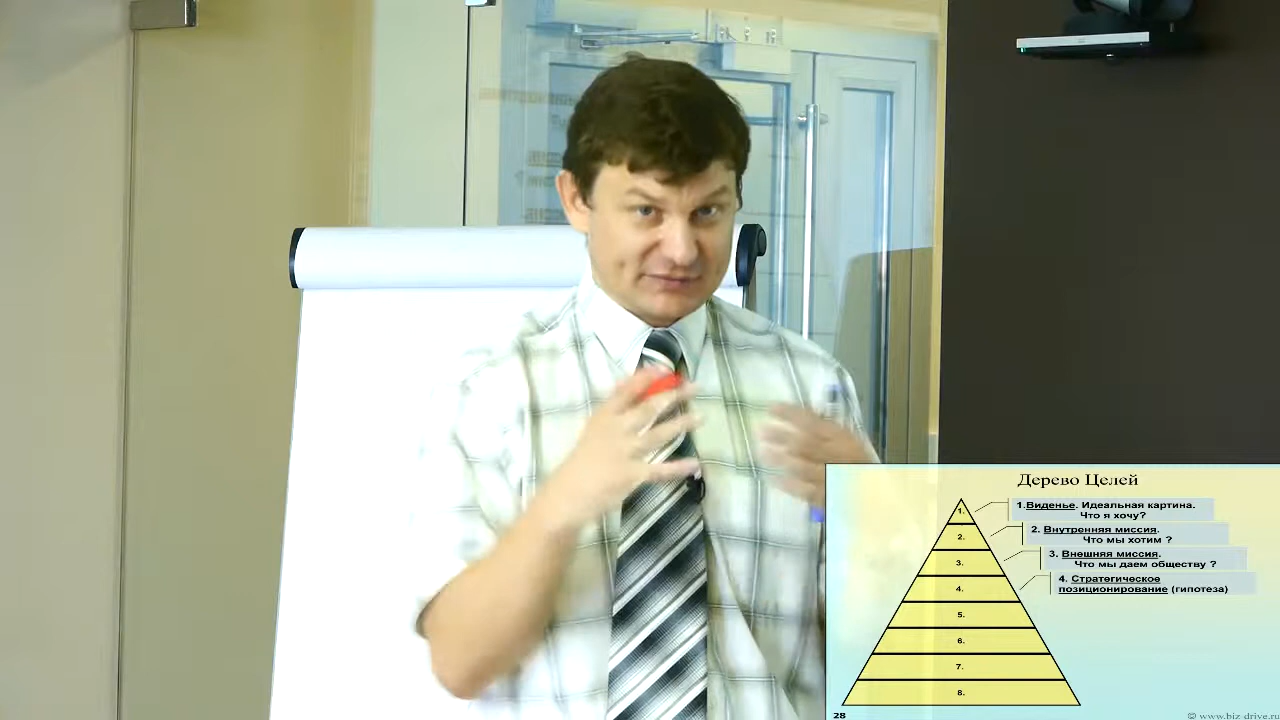 Дерево Целей
1.
1.Виденье. Идеальная картина.
Что я хочу?
2.
2. Внутренняя миссия.
Что мы хотим ?
3.
3. Внешняя миссия.
Что мы даем обществу ?
4.
4. Стратегическое
позиционирование (гипотеза)
5.
6.
7.
8.
28
© www.biz-drive.ru